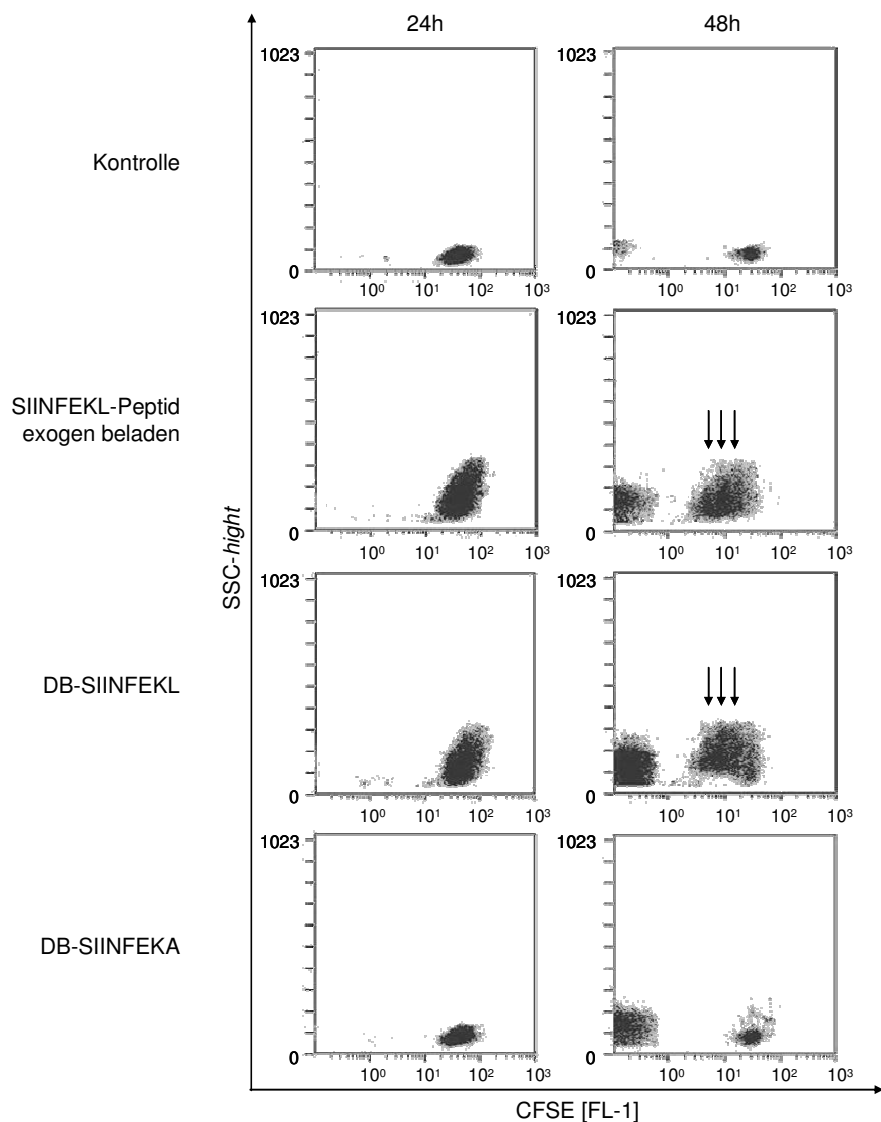 24h
48h
1023
0
10⁰ 10¹ 10² 10³
1023
0
10⁰ 10¹ 10² 10³
Kontrolle
1023
0
10⁰ 10¹ 10² 10³
1023
0
10⁰ 10¹ 10² 10³
SIINFEKL-Peptid
exogen beladen
1023
0
10⁰ 10¹ 10² 10³
1023
0
10⁰ 10¹ 10² 10³
DB-SIINFEKL
1023
0
10⁰ 10¹ 10² 10³
1023
0
10⁰ 10¹ 10² 10³
DB-SIINFEKA
SSC-hight
CFSE [FL-1]